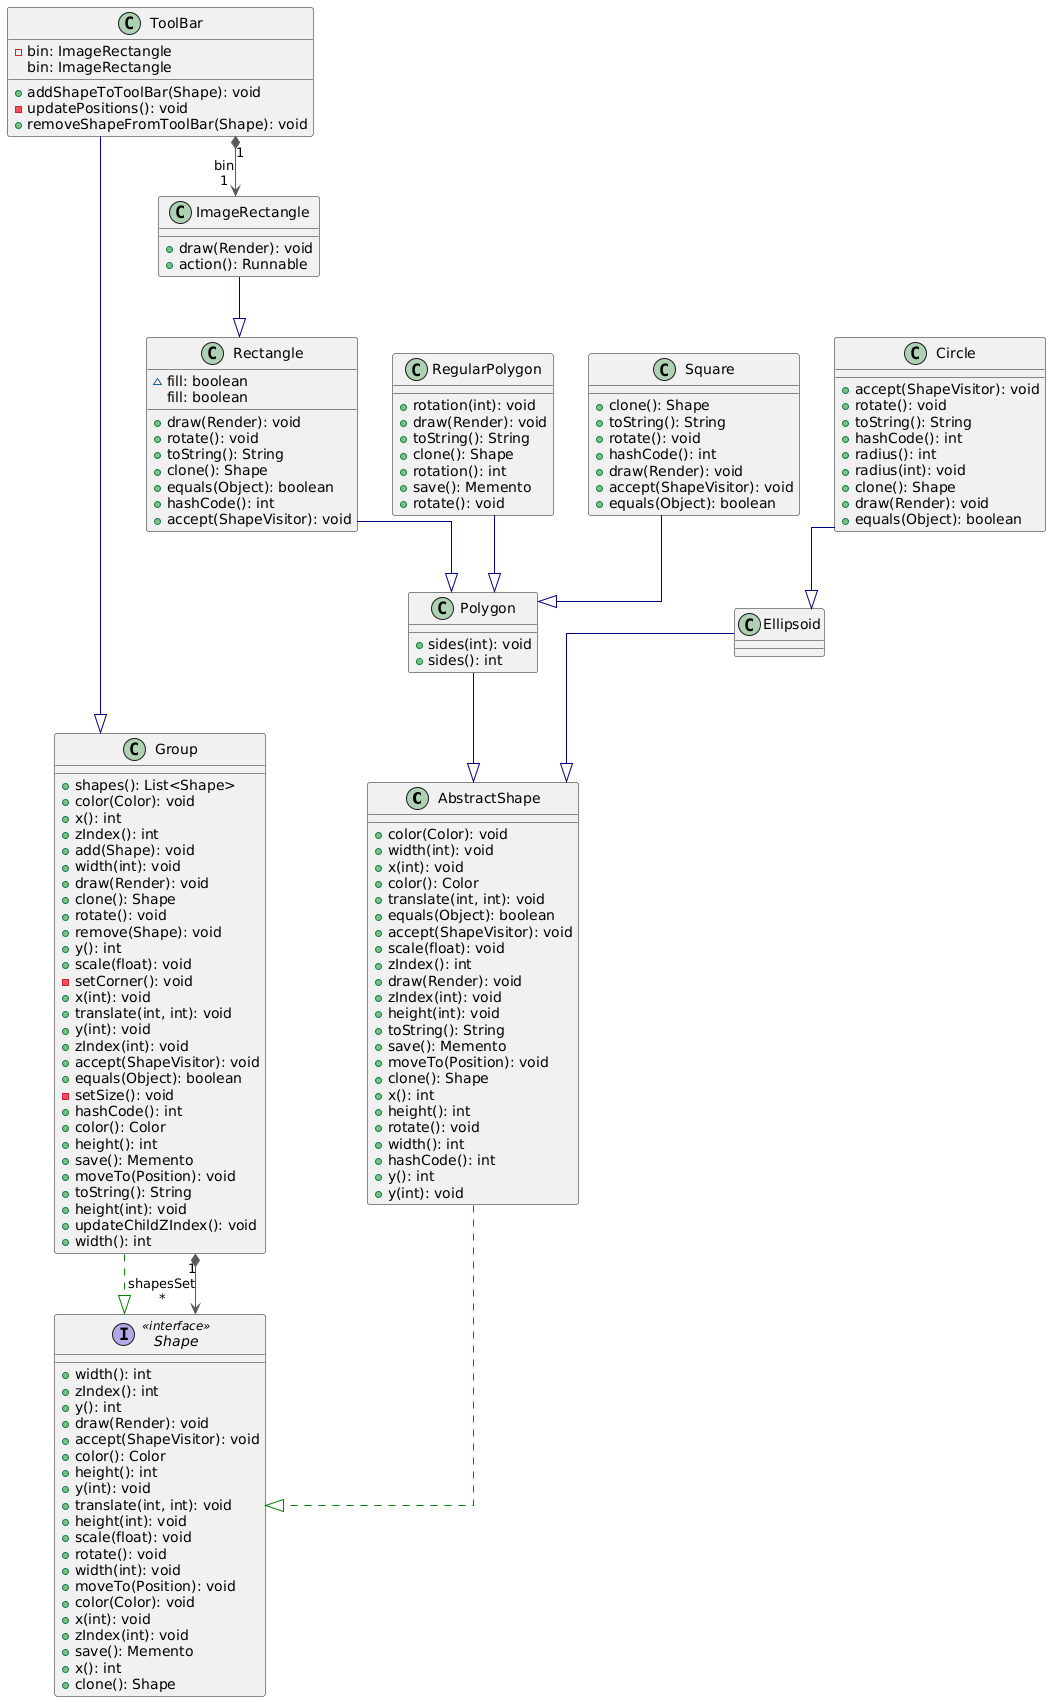 C ToolBar
bin: ImageRectangle
bin: ImageRectangle
addShapeToToolBar(Shape): void
updatePositions(): void
removeShapeFromToolBar(Shape): void
1
bin
1
C ImageRectangle
draw(Render): void
action(): Runnable
C Rectangle
fill: boolean
fill: boolean
draw(Render): void
rotate(): void
toString(): String
clone(): Shape
equals(Object): boolean
hashCode(): int
accept(ShapeVisitor): void
C RegularPolygon
rotation(int): void
draw(Render): void
toString(): String
clone(): Shape
rotation(): int
save(): Memento
rotate(): void
C Square
clone(): Shape
toString(): String
rotate(): void
hashCode(): int
draw(Render): void
accept(ShapeVisitor): void
equals(Object): boolean
C Circle
accept(ShapeVisitor): void
rotate(): void
toString(): String
hashCode(): int
radius(): int
radius(int): void
clone(): Shape
draw(Render): void
equals(Object): boolean
C Polygon
sides(int): void
sides(): int
C Ellipsoid
C Group
shapes(): List<Shape>
color(Color): void
x(): int
zIndex(): int
add(Shape): void
width(int): void
draw(Render): void
clone(): Shape
rotate(): void
remove(Shape): void
y(): int
scale(float): void
setCorner(): void
x(int): void
translate(int, int): void
y(int): void
zIndex(int): void
accept(ShapeVisitor): void
equals(Object): boolean
setSize(): void
hashCode(): int
color(): Color
height(): int
save(): Memento
moveTo(Position): void
toString(): String
height(int): void
updateChildZIndex(): void
width(): int
C AbstractShape
color(Color): void
width(int): void
x(int): void
color(): Color
translate(int, int): void
equals(Object): boolean
accept(ShapeVisitor): void
scale(float): void
zIndex(): int
draw(Render): void
zIndex(int): void
height(int): void
toString(): String
save(): Memento
moveTo(Position): void
clone(): Shape
x(): int
height(): int
rotate(): void
width(): int
hashCode(): int
y(): int
y(int): void
1
shapesSet
*
I «interface»
Shape
width(): int
zIndex(): int
y(): int
draw(Render): void
accept(ShapeVisitor): void
color(): Color
height(): int
y(int): void
translate(int, int): void
height(int): void
scale(float): void
rotate(): void
width(int): void
moveTo(Position): void
color(Color): void
x(int): void
zIndex(int): void
save(): Memento
x(): int
clone(): Shape